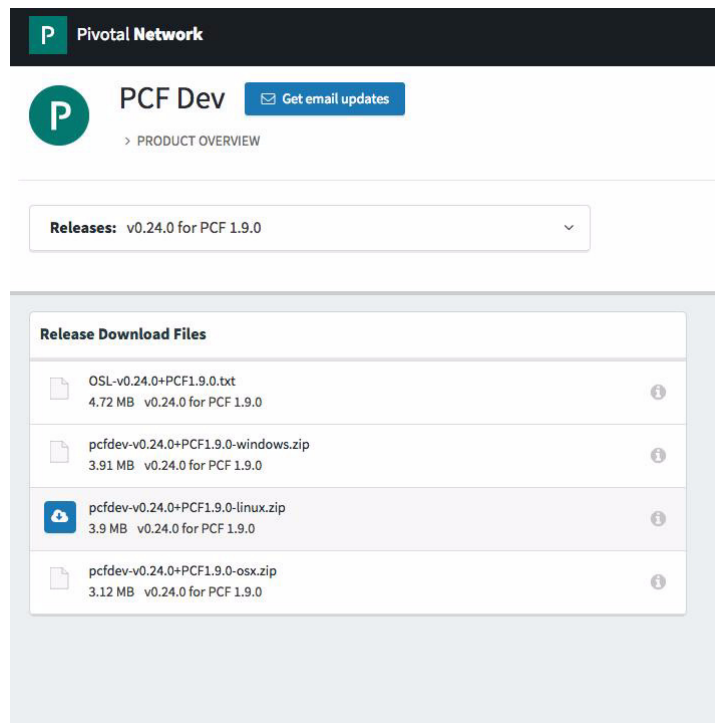 P Pivotal Network
P
PCF Dev
Get email updates
> PRODUCT OVERVIEW
Releases: v0.24.0 for PCF 1.9.0
Release Download Files
OSL-v0.24.0+PCF1.9.0.txt
4.72 MB v0.24.0 for PCF 1.9.0
pcfdev-v0.24.0+PCF1.9.0-windows.zip
3.91 MB v0.24.0 for PCF 1.9.0
pcfdev-v0.24.0+PCF1.9.0-linux.zip
3.9 MB v0.24.0 for PCF 1.9.0
pcfdev-v0.24.0+PCF1.9.0-osx.zip
3.12 MB v0.24.0 for PCF 1.9.0